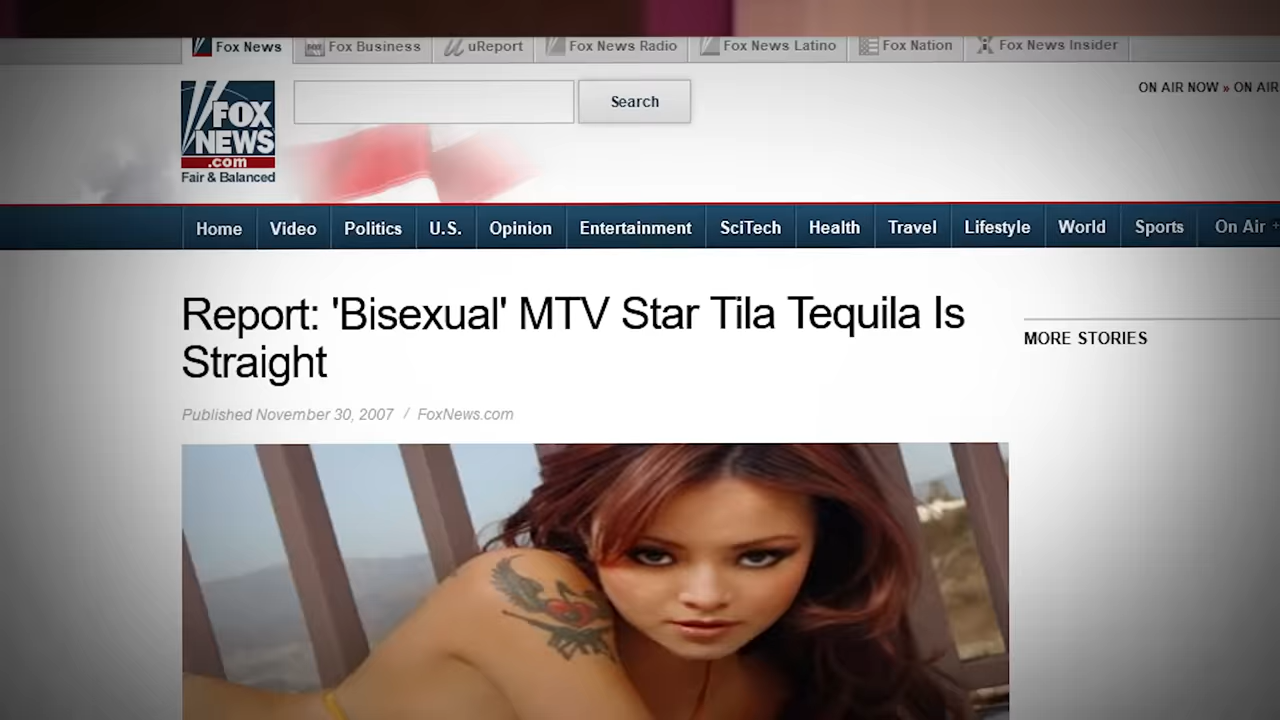 Fox News Fox Business uReport Fox News Radio Fox News Latino Fox Nation Fox News Insider
FOX
NEWS
.com
Fair & Balanced
Search
ON AIR NOW » ON AIR
Home Video Politics U.S. Opinion Entertainment SciTech Health Travel Lifestyle World Sports On Air +
Report: 'Bisexual' MTV Star Tila Tequila Is
Straight
MORE STORIES
Published November 30, 2007 / FoxNews.com